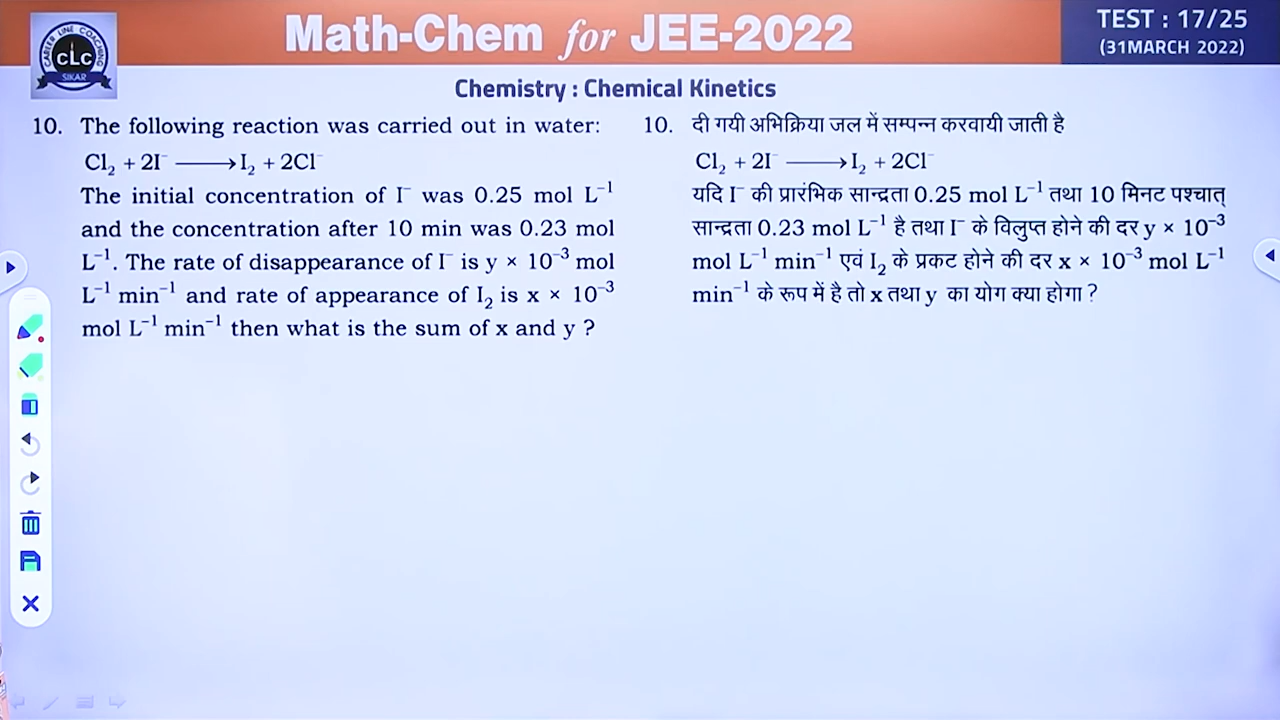 CAREER LINE COACHING
CLC
SIKAR
Math-Chem for JEE-2022
TEST : 17/25
(31MARCH 2022)
Chemistry : Chemical Kinetics
10. The following reaction was carried out in water:
Cl₂ + 2I⁻ ⟶ I₂ + 2Cl⁻
The initial concentration of I⁻ was 0.25 mol L⁻¹
and the concentration after 10 min was 0.23 mol
L⁻¹. The rate of disappearance of I⁻ is y × 10⁻³ mol
L⁻¹ min⁻¹ and rate of appearance of I₂ is x × 10⁻³
mol L⁻¹ min⁻¹ then what is the sum of x and y ?
10. दी गयी अभिक्रिया जल में सम्पन्न करवायी जाती है
Cl₂ + 2I⁻ ⟶ I₂ + 2Cl⁻
यदि I⁻ की प्रारंभिक सान्द्रता 0.25 mol L⁻¹ तथा 10 मिनट पश्चात्
सान्द्रता 0.23 mol L⁻¹ है तथा I⁻ के विलुप्त होने की दर y × 10⁻³
mol L⁻¹ min⁻¹ एवं I₂ के प्रकट होने की दर x × 10⁻³ mol L⁻¹
min⁻¹ के रूप में है तो x तथा y का योग क्या होगा ?